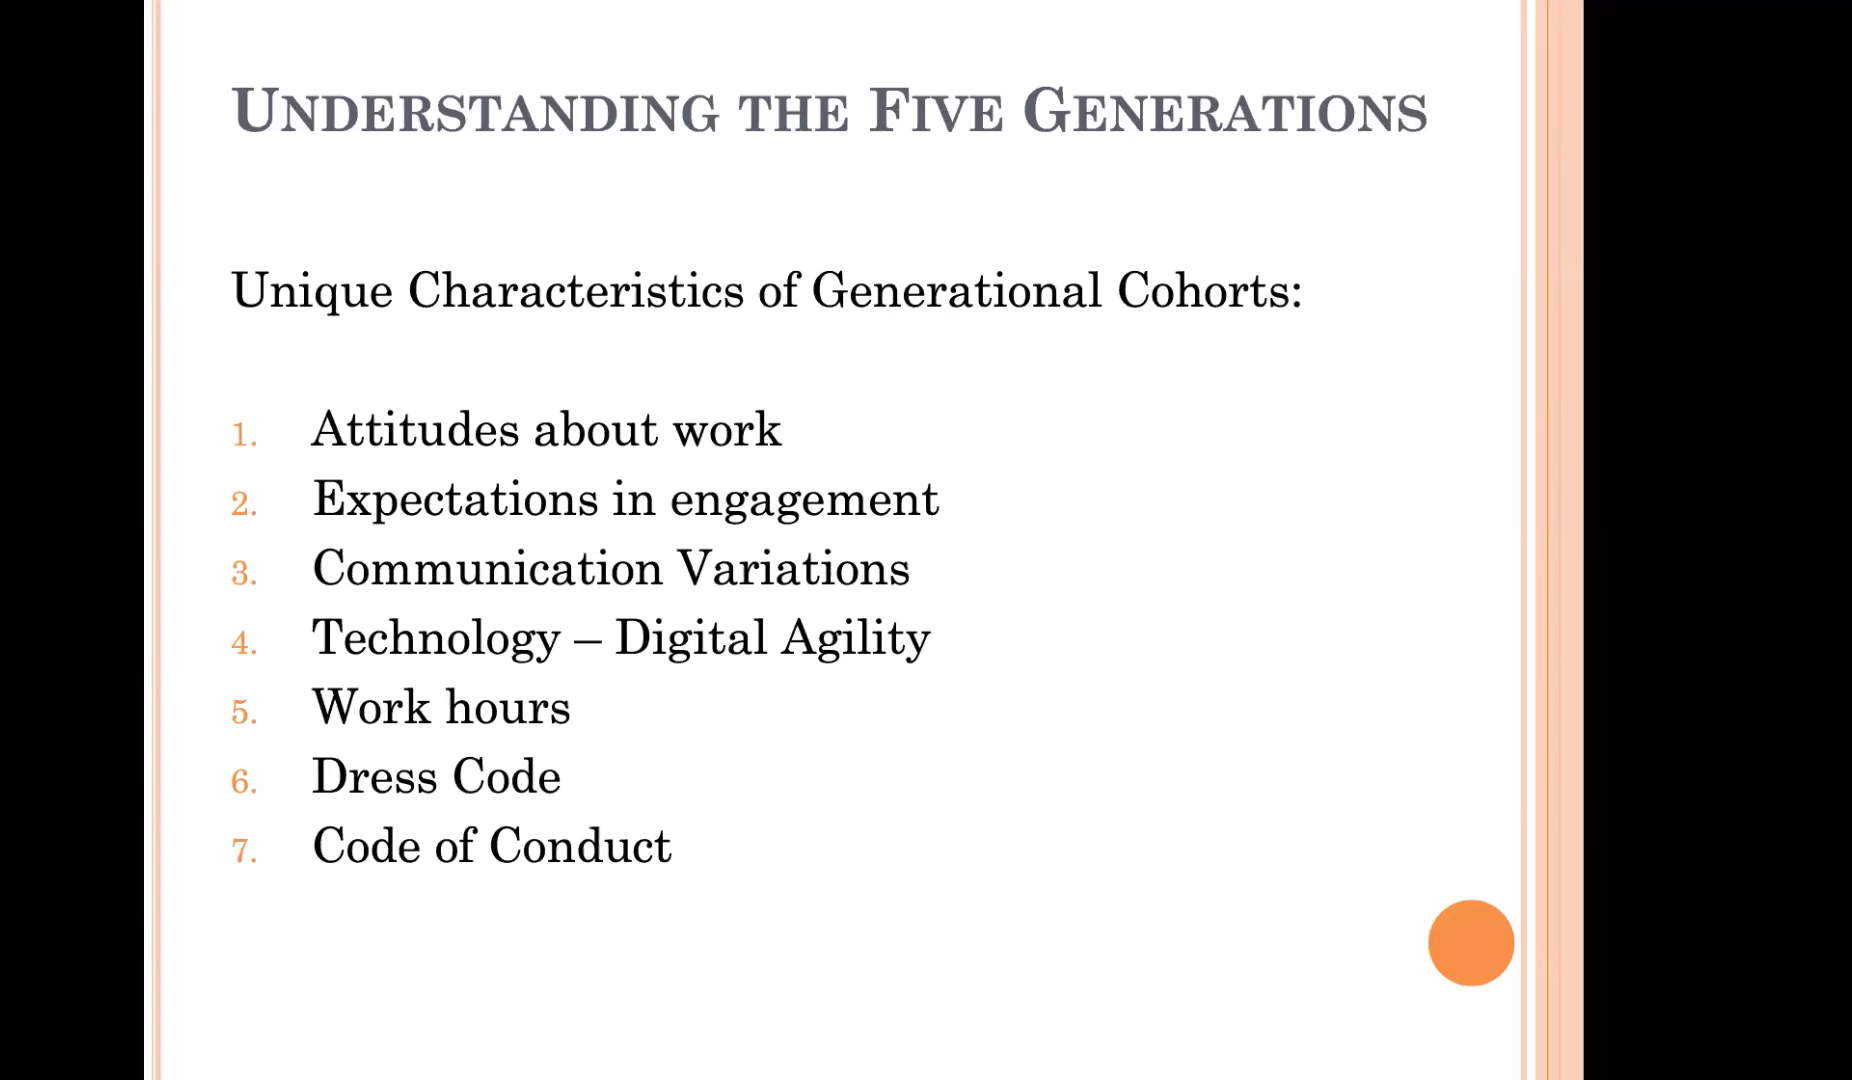 Understanding the Five Generations
Unique Characteristics of Generational Cohorts:
1. Attitudes about work
2. Expectations in engagement
3. Communication Variations
4. Technology – Digital Agility
5. Work hours
6. Dress Code
7. Code of Conduct